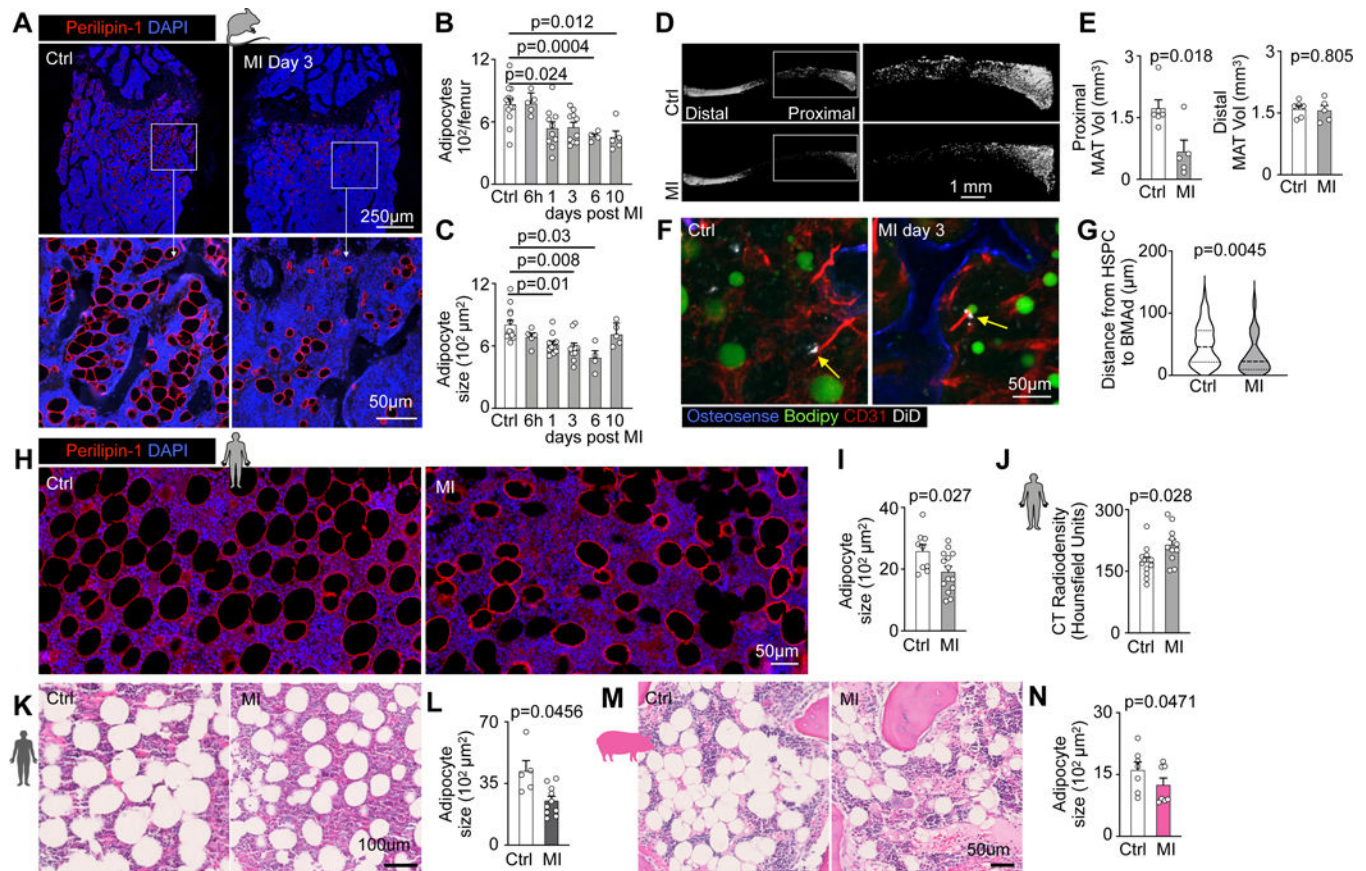 A
Perilipin-1 DAPI
Ctrl
MI Day 3
250μm
50μm
B
p=0.012
p=0.0004
p=0.024
Adipocytes
10²/femur
12
6
0
Ctrl 6h 1 3 6 10
days post MI
C
p=0.03
p=0.008
p=0.01
Adipocyte
size (10² μm²)
12
6
0
Ctrl 6h 1 3 6 10
days post MI
D
Ctrl
Distal
Proximal
MI
1 mm
E
p=0.018
Proximal
MAT Vol (mm³)
3
1.5
0
Ctrl MI
p=0.805
Distal
MAT Vol (mm³)
3
1.5
0
Ctrl MI
F
Ctrl
MI day 3
50μm
Osteosense Bodipy CD31 DiD
G
p=0.0045
Distance from HSPC
to BMAd (μm)
200
100
0
Ctrl MI
H
Perilipin-1 DAPI
Ctrl
MI
50μm
I
p=0.027
Adipocyte
size (10² μm²)
40
20
0
Ctrl MI
J
p=0.028
CT Radiodensity
(Hounsfield Units)
300
150
0
Ctrl MI
K
Ctrl
MI
100μm
L
p=0.0456
Adipocyte
size (10² μm²)
70
35
0
Ctrl MI
M
Ctrl
MI
50μm
N
p=0.0471
Adipocyte
size (10² μm²)
30
15
0
Ctrl MI